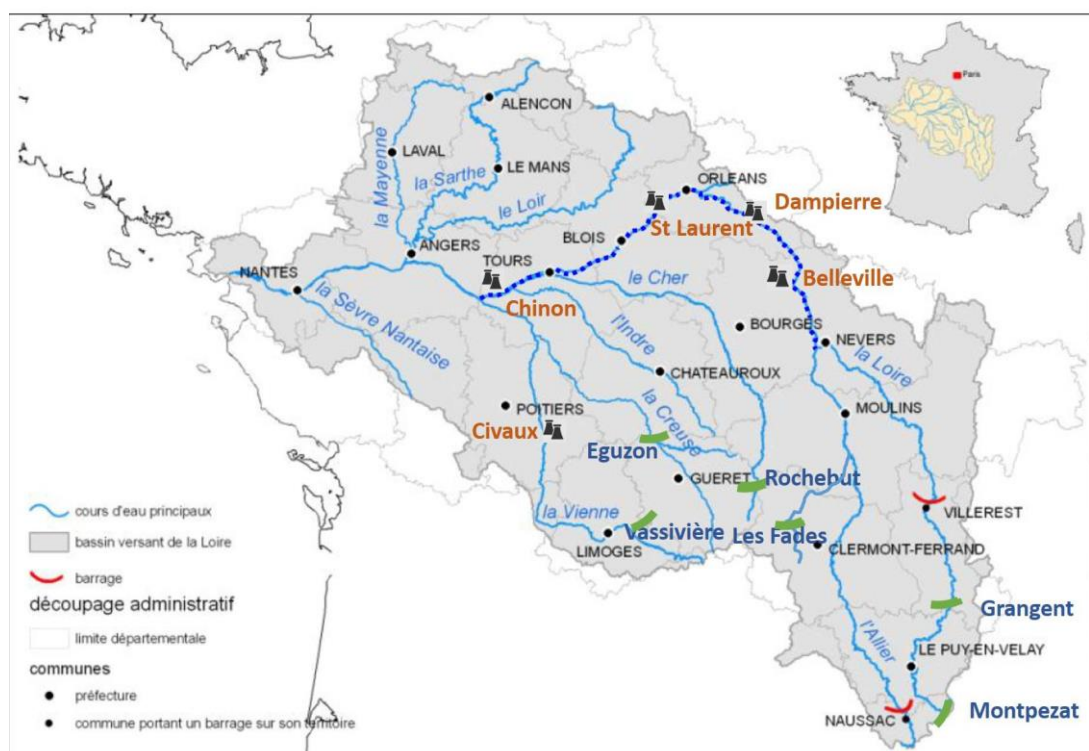 Paris
ALENCON
LAVAL
la Mayenne
la Sarthe
LE MANS
le Loir
ORLEANS
Dampierre
St Laurent
BLOIS
ANGERS
TOURS
NANTES
la Sèvre Nantaise
Chinon
le Cher
Belleville
BOURGES
NEVERS
l'Indre
la Loire
CHATEAUROUX
POITIERS
la Creuse
MOULINS
Civaux
Eguzon
GUERET
Rochebut
la Vienne
Vassivière
Les Fades
VILLEREST
LIMOGES
CLERMONT-FERRAND
Grangent
l'Allier
LE PUY-EN-VELAY
Montpezat
NAUSSAC
cours d'eau principaux
bassin versant de la Loire
barrage
découpage administratif
limite départementale
communes
préfecture
commune portant un barrage sur son territoire